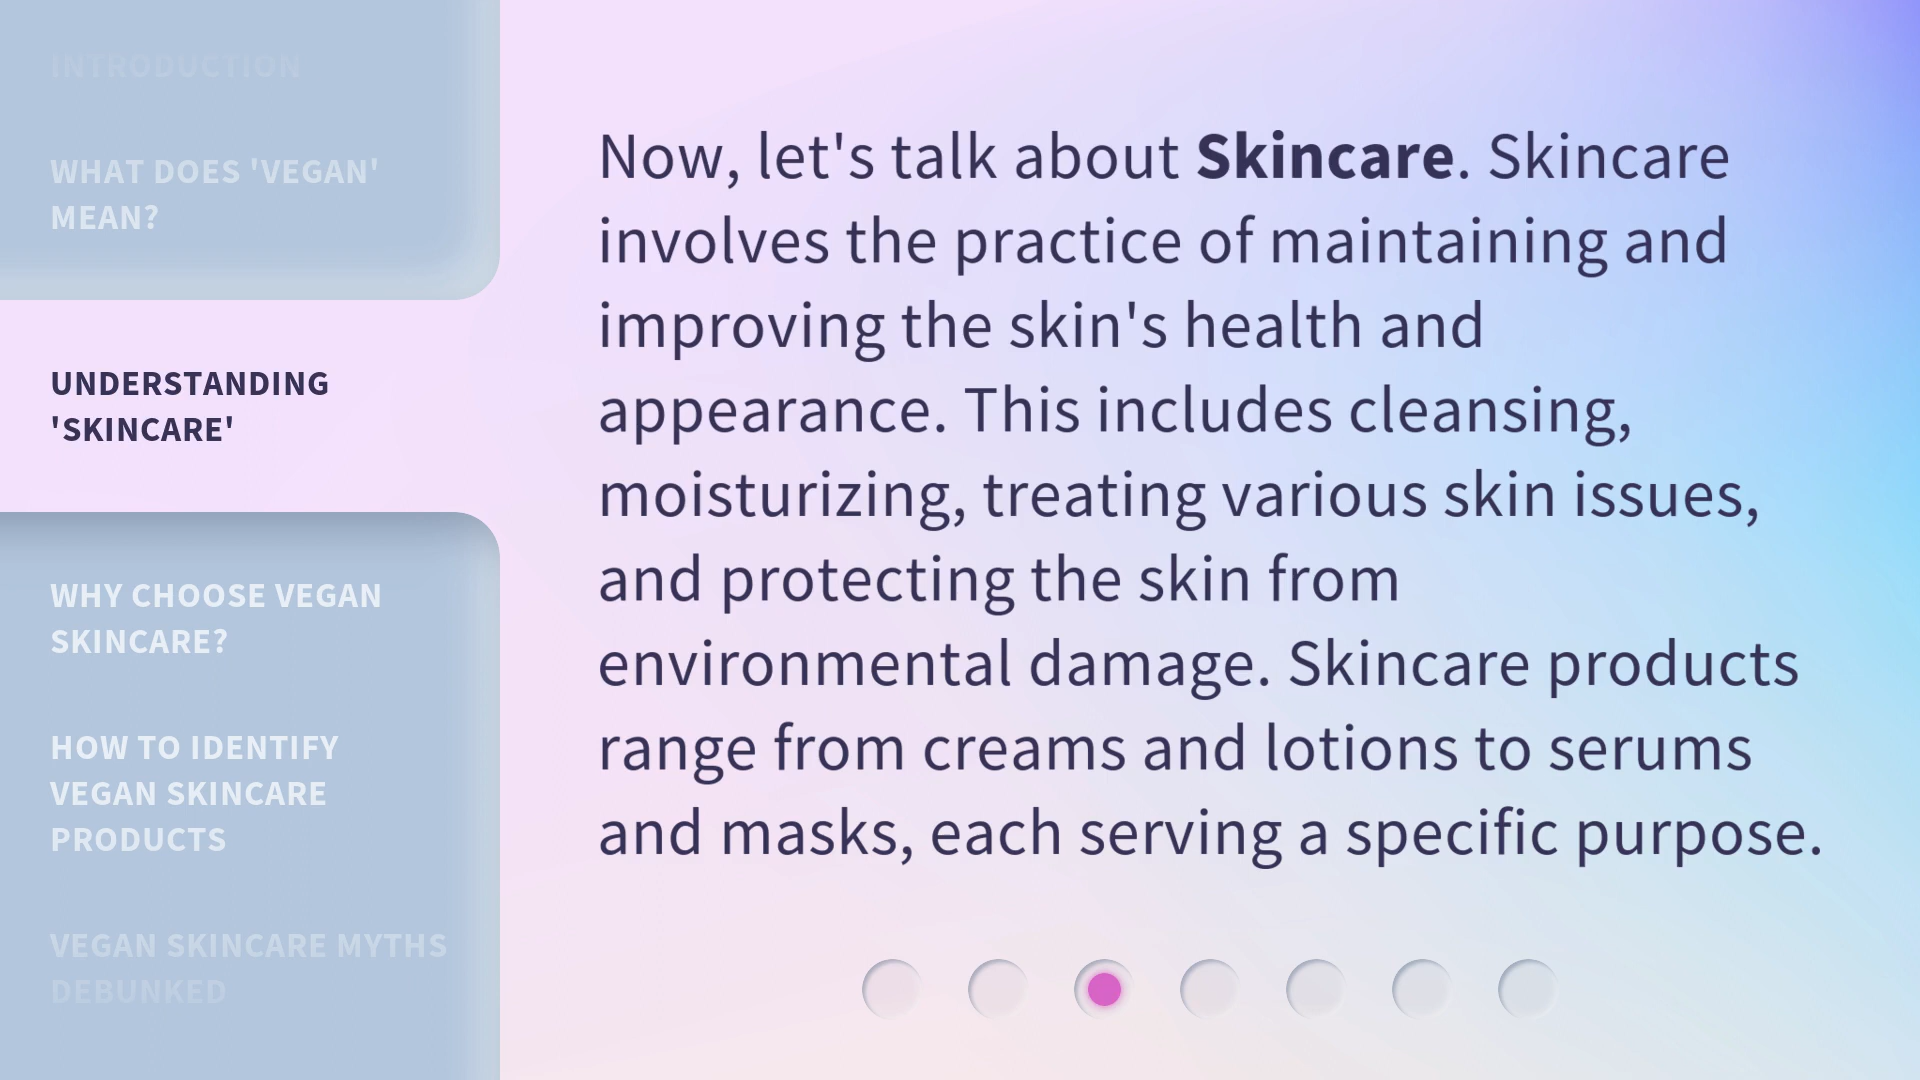 INTRODUCTION
WHAT DOES 'VEGAN'
MEAN?
UNDERSTANDING
'SKINCARE'
WHY CHOOSE VEGAN
SKINCARE?
HOW TO IDENTIFY
VEGAN SKINCARE
PRODUCTS
VEGAN SKINCARE MYTHS
DEBUNKED
Now, let's talk about Skincare. Skincare
involves the practice of maintaining and
improving the skin's health and
appearance. This includes cleansing,
moisturizing, treating various skin issues,
and protecting the skin from
environmental damage. Skincare products
range from creams and lotions to serums
and masks, each serving a specific purpose.